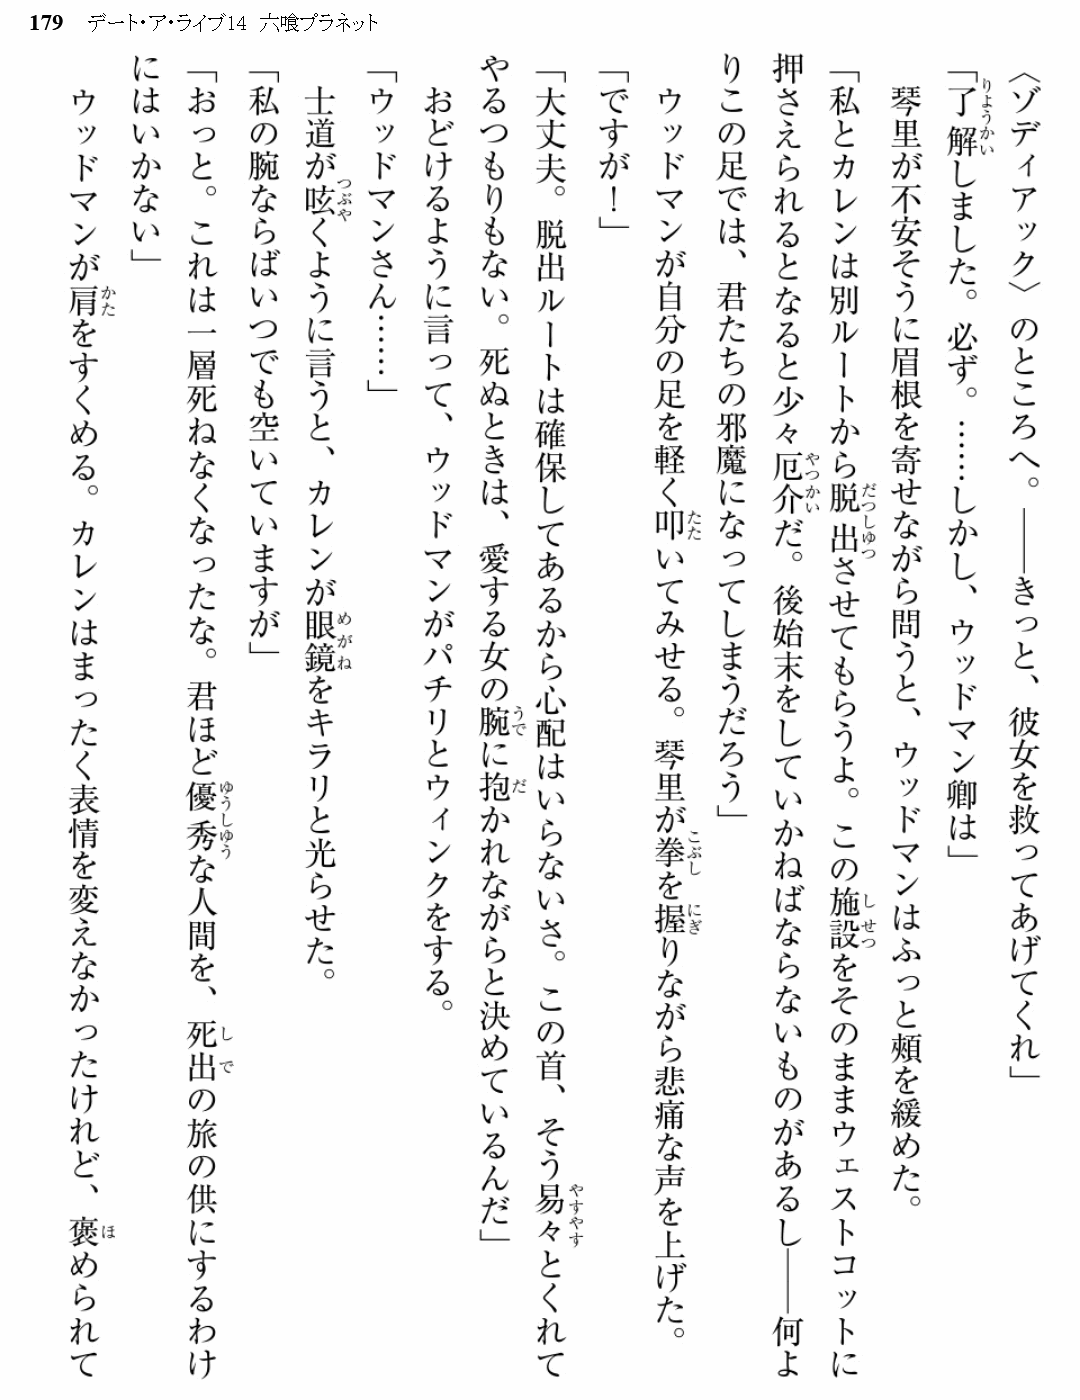 179 デート・ア・ライブ14 六喰プラネット
〈ゾディアック〉のところへ。――きっと、彼女を救ってあげてくれ」
「了解しました。必ず。……しかし、ウッドマン卿は」
琴里が不安そうに眉根を寄せながら問うと、ウッドマンはふっと頰を緩めた。
「私とカレンは別ルートから脱出させてもらうよ。この施設をそのままウェストコットに
押さえられるとなると少々厄介だ。後始末をしていかねばならないものがあるし――何よ
りこの足では、君たちの邪魔になってしまうだろう」
ウッドマンが自分の足を軽く叩いてみせる。琴里が拳を握りながら悲痛な声を上げた。
「ですが！」
「大丈夫。脱出ルートは確保してあるから心配はいらないさ。この首、そう易々とくれて
やるつもりもない。死ぬときは、愛する女の腕に抱かれながらと決めているんだ」
おどけるように言って、ウッドマンがパチリとウィンクをする。
「ウッドマンさん……」
士道が呟くように言うと、カレンが眼鏡をキラリと光らせた。
「私の腕ならばいつでも空いていますが」
「おっと。これは一層死ねなくなったな。君ほど優秀な人間を、死出の旅の供にするわけ
にはいかない」
ウッドマンが肩をすくめる。カレンはまったく表情を変えなかったけれど、褒められて